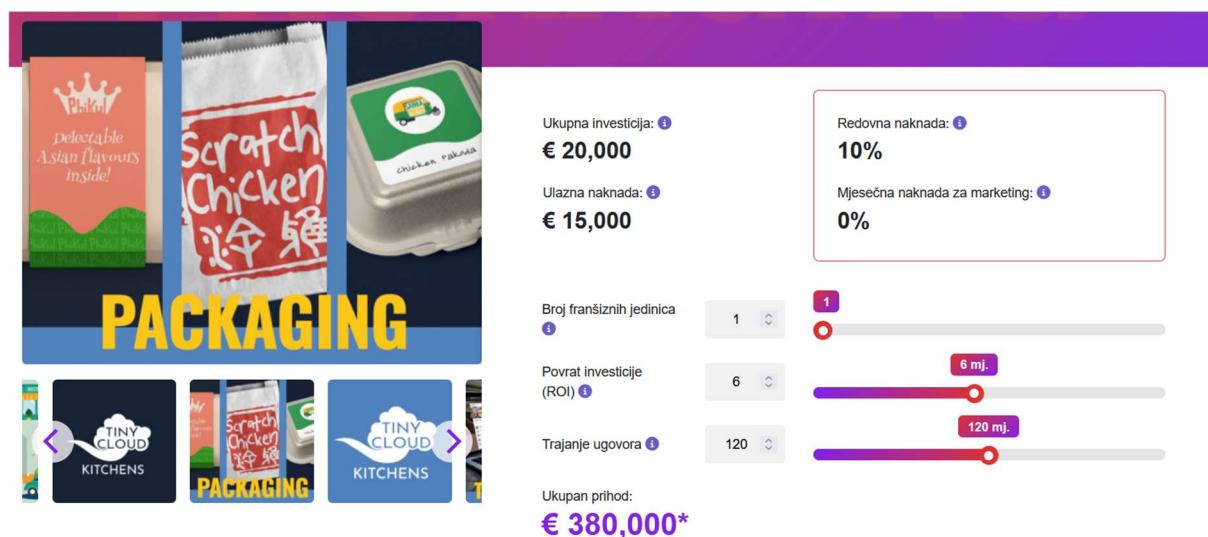 PhiKul
Delectable
Asian flavours
inside!
Scratch
Chicken
chicken Pakoda
PACKAGING
TINY
CLOUD
KITCHENS
Scratch
Chicken
PACKAGING
TINY
CLOUD
KITCHENS
Ukupna investicija:
€ 20,000
Ulazna naknada:
€ 15,000
Redovna naknada:
10%
Mjesečna naknada za marketing:
0%
Broj franšiznih jedinica
1
1
Povrat investicije
(ROI)
6
6 mj.
Trajanje ugovora
120
120 mj.
Ukupan prihod:
€ 380,000*